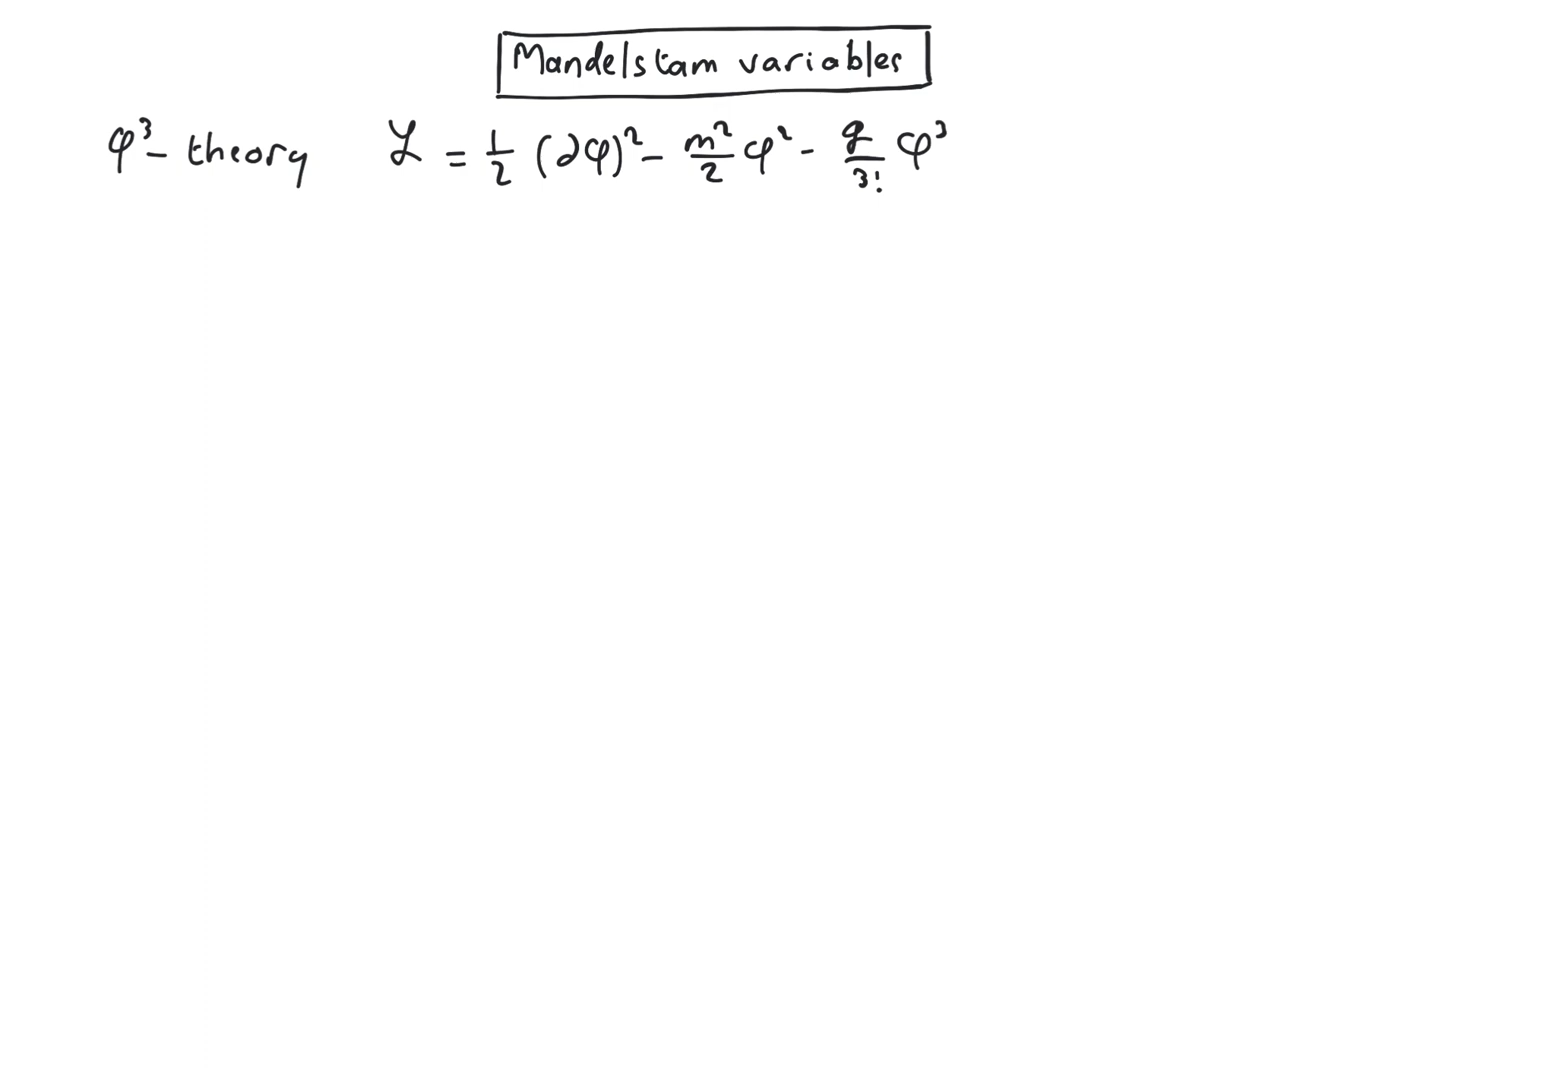 Mandelstam variables
φ³- theory ℒ = 1/2 (∂φ)² - m²/2 φ² - g/3! φ³